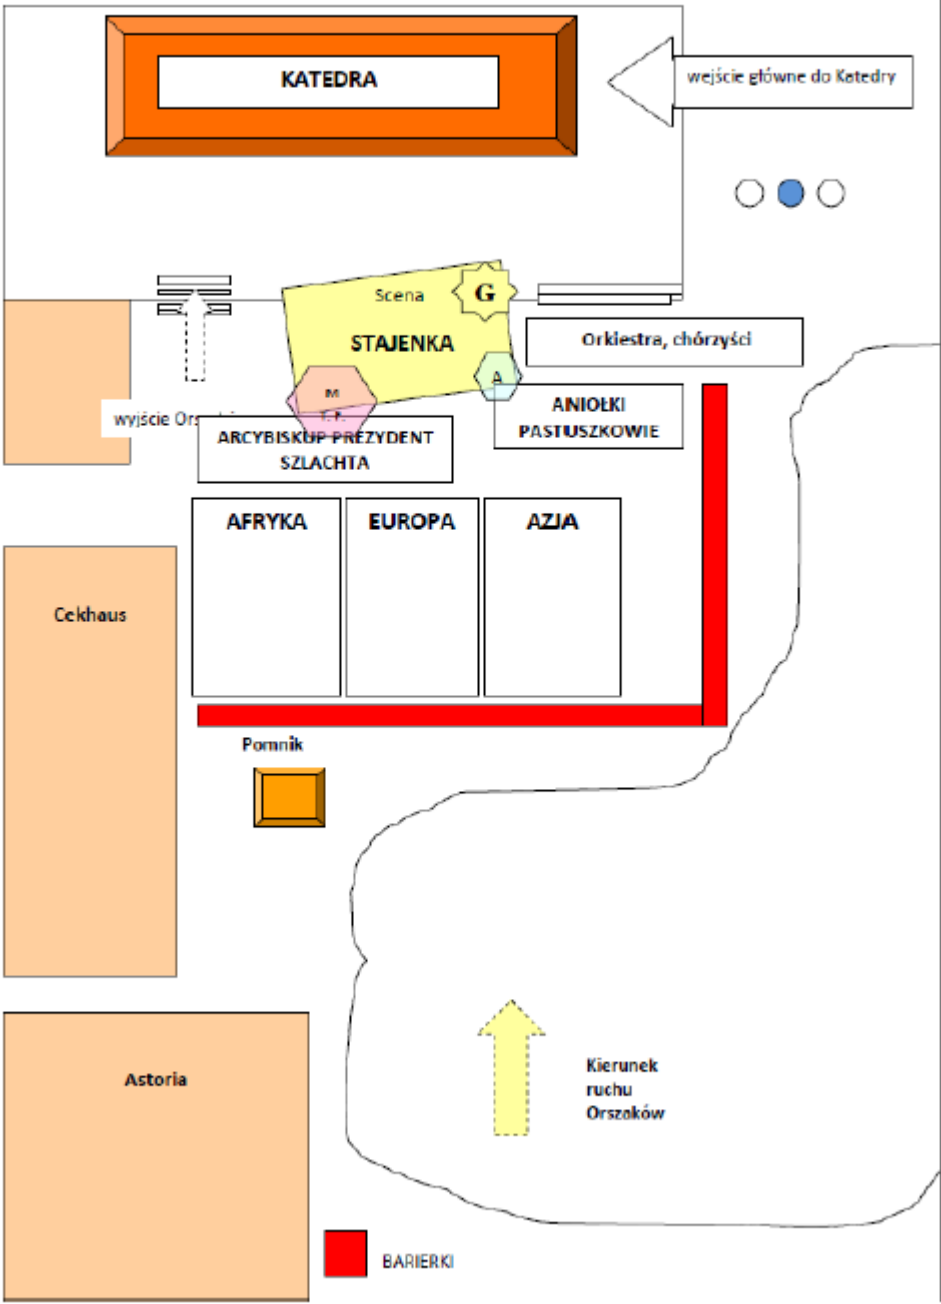 KATEDRA
wejście główne do Katedry
Scena
G
STAJENKA
Orkiestra, chórzyści
A
M
T. P.
wyjście
ANIOŁKI
PASTUSZKOWIE
ARCYBISKUP PREZYDENT
SZLACHTA
AFRYKA
EUROPA
AZJA
Cekhaus
Pomnik
Astoria
Kierunek
ruchu
Orszaków
BARIERKI